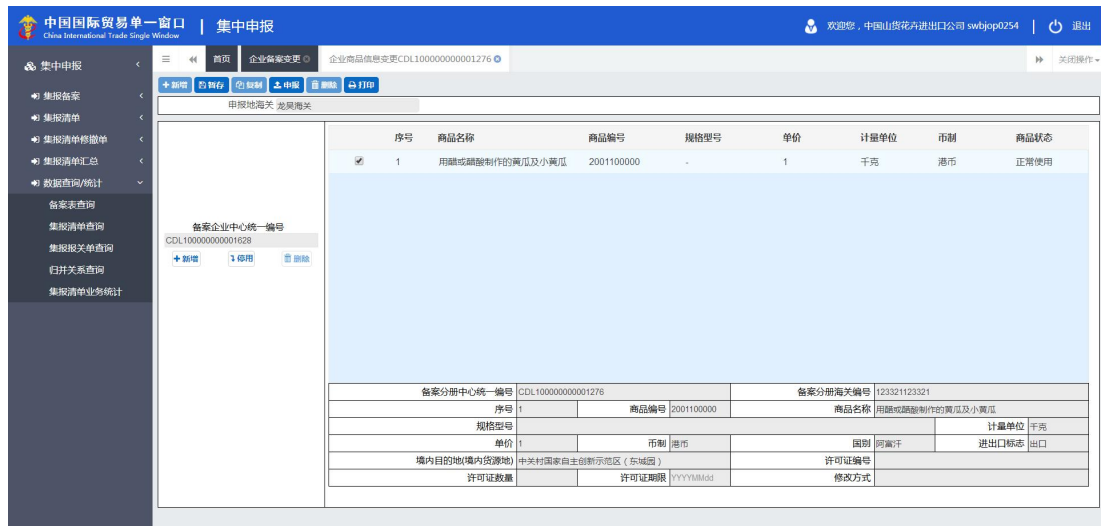 中国国际贸易单一窗口 | 集中申报
China International Trade Single Window
欢迎您，中国山货花卉进出口公司 swbjop0254 | 退出
集中申报
首页 企业备案变更 企业商品信息变更CDL100000000001276 关闭操作
新增 暂存 复制 申报 删除 打印
集报备案
申报地海关 龙吴海关
集报清单
集报清单修撤单
集报清单汇总
数据查询/统计
备案表查询
集报清单查询
集报报关单查询
归并关系查询
集报清单业务统计
备案企业中心统一编号
CDL100000000001628
新增 停用 删除
序号 商品名称 商品编号 规格型号 单价 计量单位 币制 商品状态
1 用醋或醋酸制作的黄瓜及小黄瓜 2001100000 - 1 千克 港币 正常使用
备案分册中心统一编号 CDL100000000001276 备案分册海关编号 123321123321
序号 1 商品编号 2001100000 商品名称 用醋或醋酸制作的黄瓜及小黄瓜
规格型号 计量单位 千克
单价 1 币制 港币 国别 阿富汗 进出口标志 出口
境内目的地(境内货源地) 中关村国家自主创新示范区（东城园） 许可证编号
许可证数量 许可证期限 YYYYMMdd 修改方式